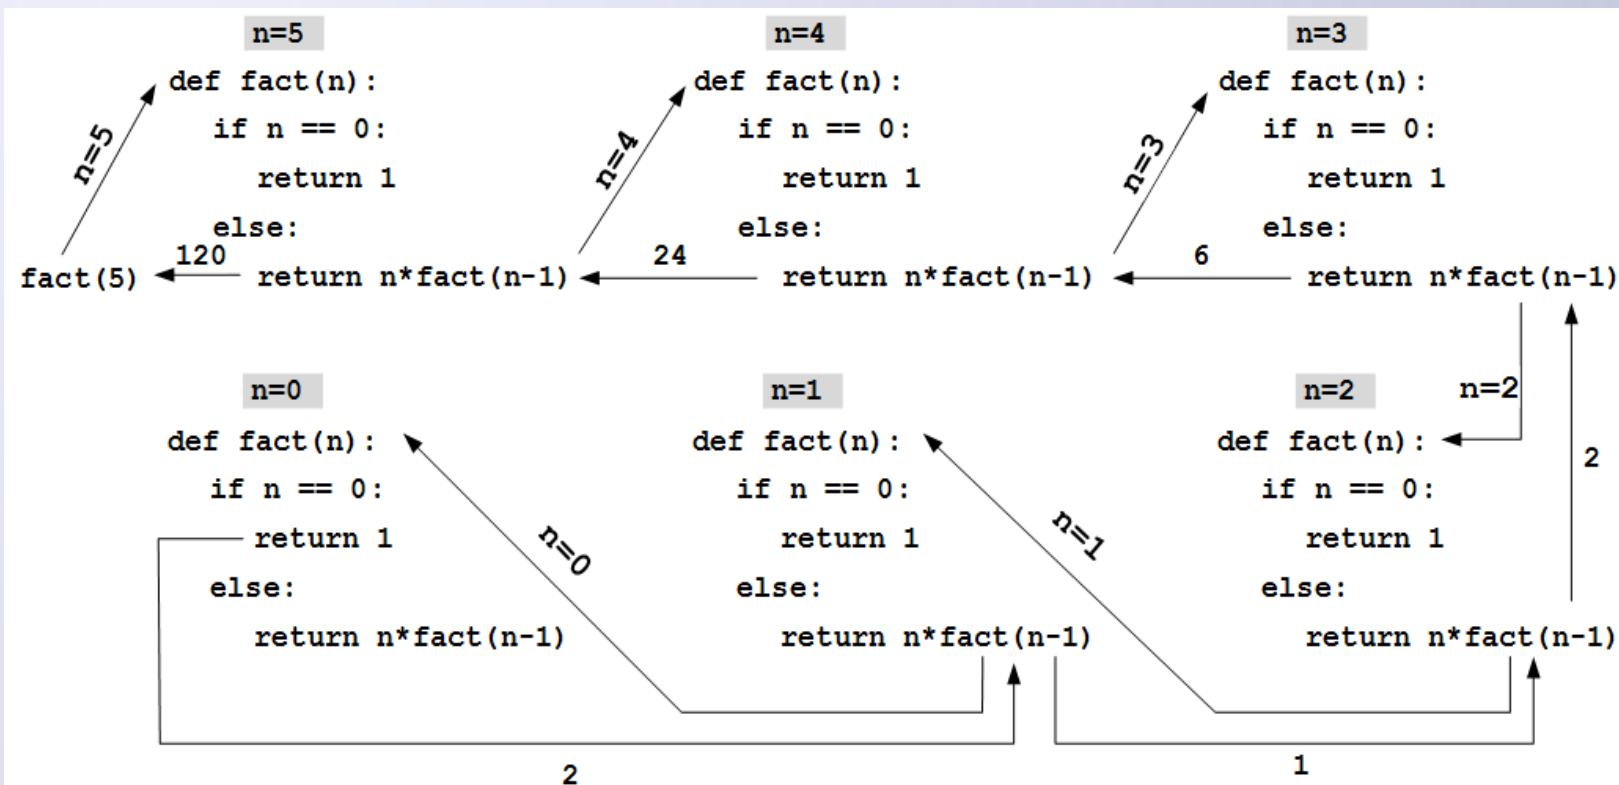 n=5
def fact(n):
if n == 0:
return 1
else:
return n*fact(n-1)
n=5
fact(5)
120
n=4
def fact(n):
if n == 0:
return 1
else:
return n*fact(n-1)
n=4
24
n=3
def fact(n):
if n == 0:
return 1
else:
return n*fact(n-1)
n=3
6
n=0
def fact(n):
if n == 0:
return 1
else:
return n*fact(n-1)
n=0
2
n=1
def fact(n):
if n == 0:
return 1
else:
return n*fact(n-1)
n=1
1
n=2
n=2
def fact(n):
if n == 0:
return 1
else:
return n*fact(n-1)
2